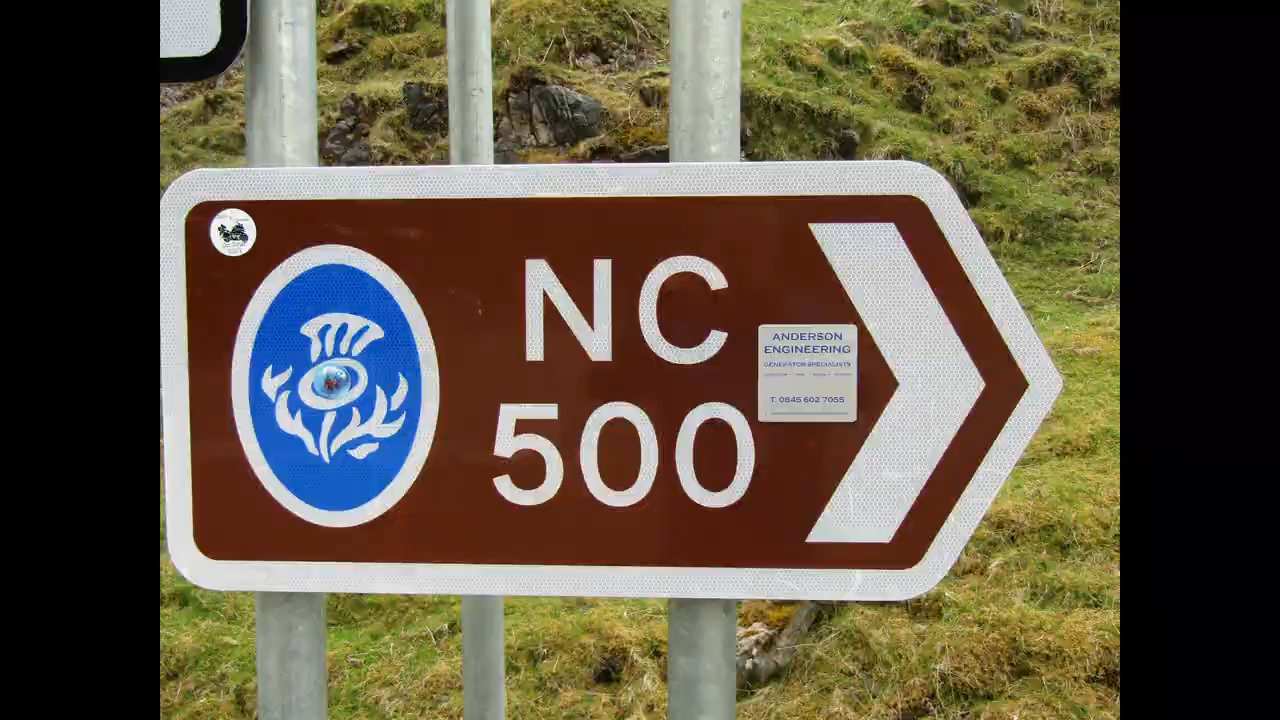 NC
500
ANDERSON
ENGINEERING
GENERATOR SPECIALISTS
T. 0845 602 7055